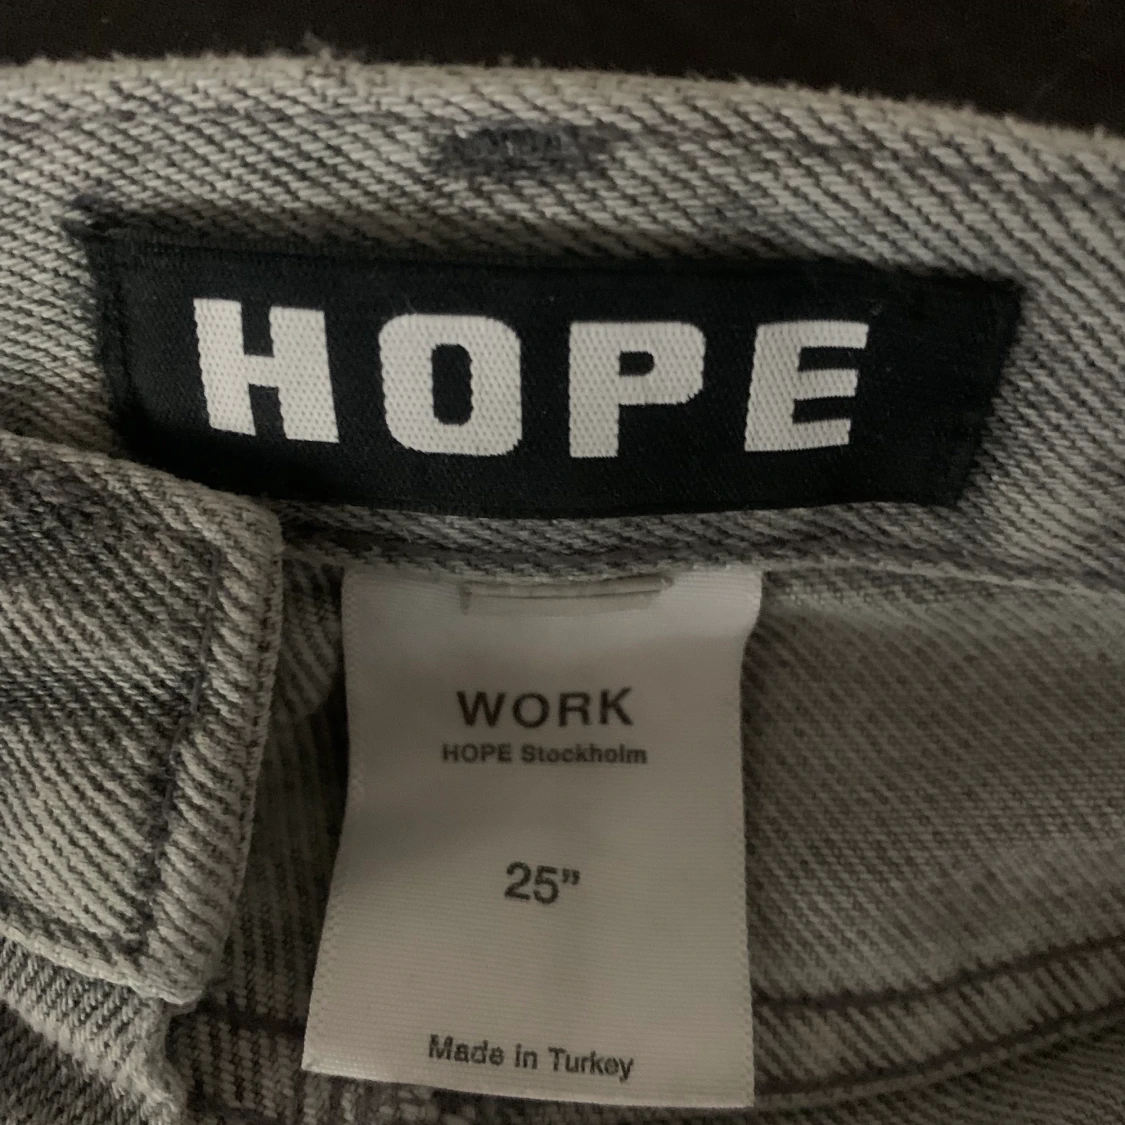 HOPE
WORK
HOPE Stockholm
25”
Made in Turkey